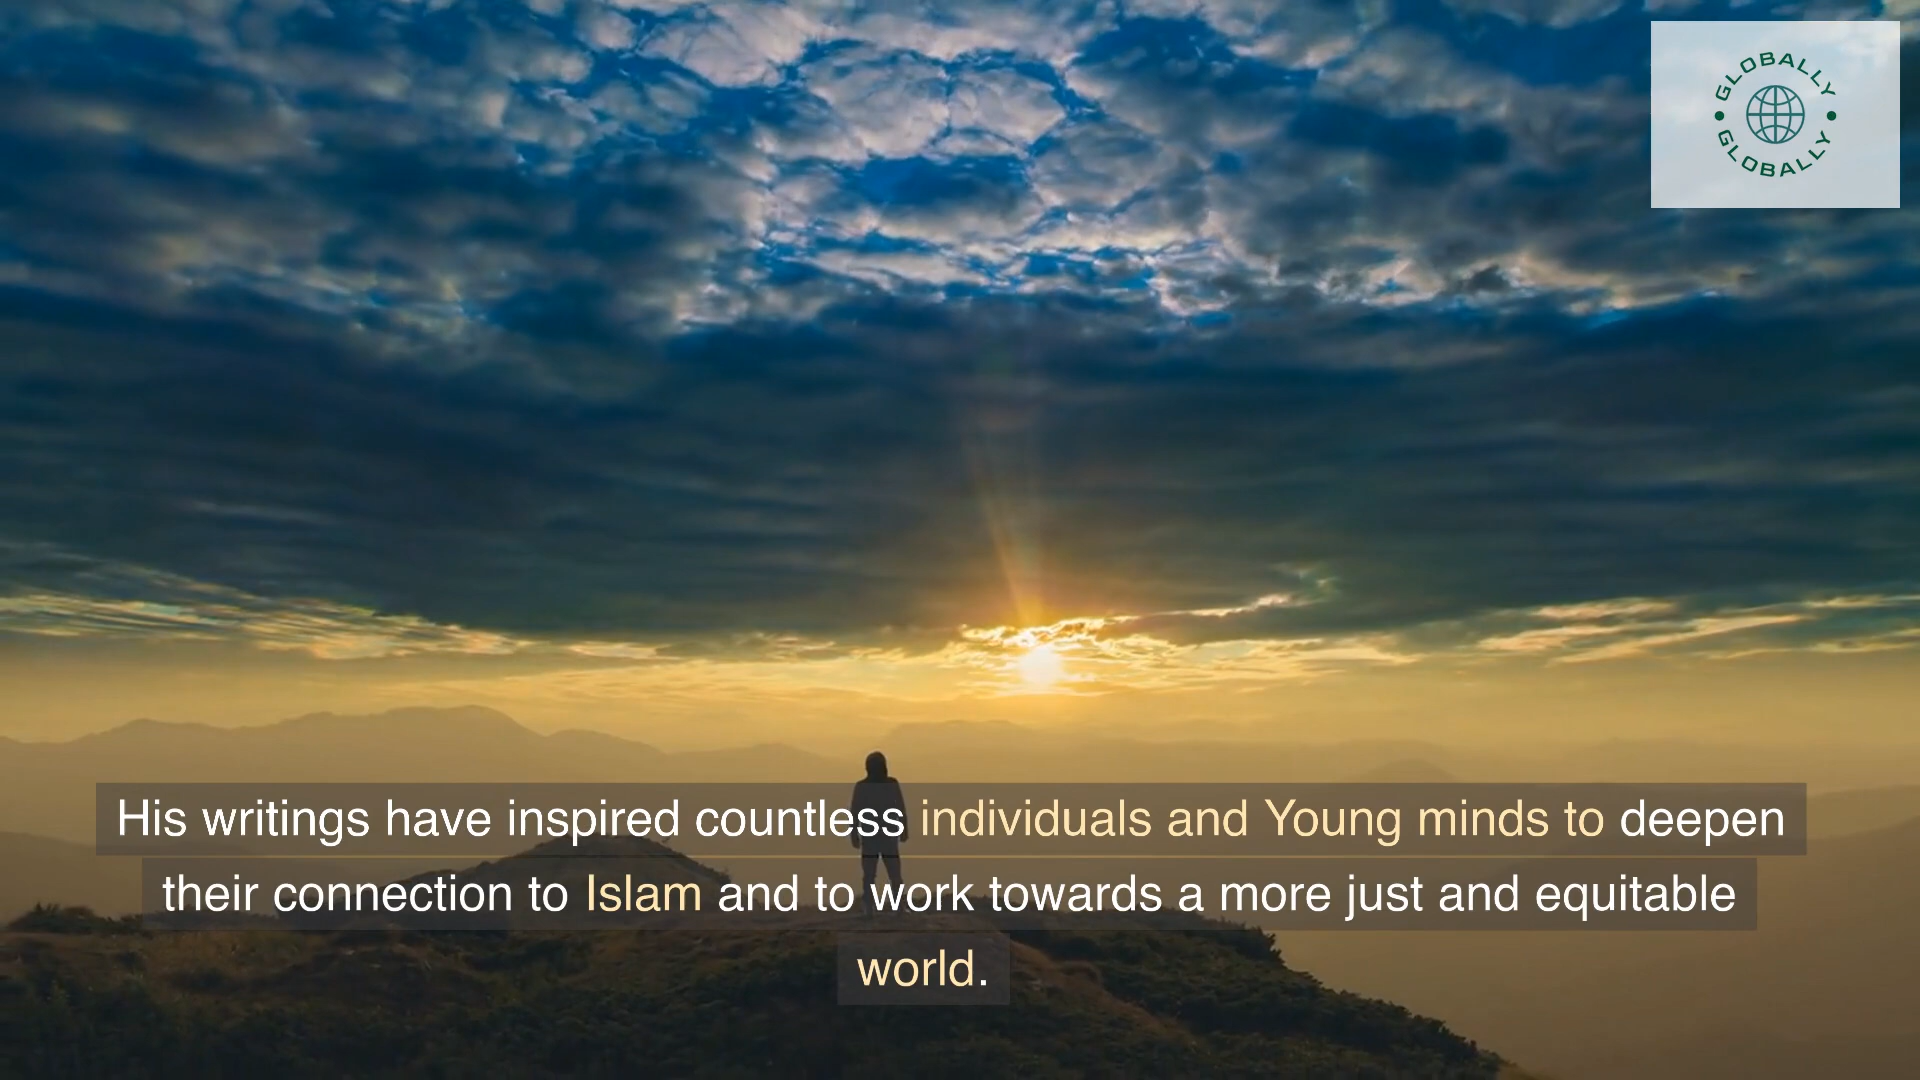 GLOBALLY
GLOBALLY
His writings have inspired countless individuals and Young minds to deepen
their connection to Islam and to work towards a more just and equitable
world.